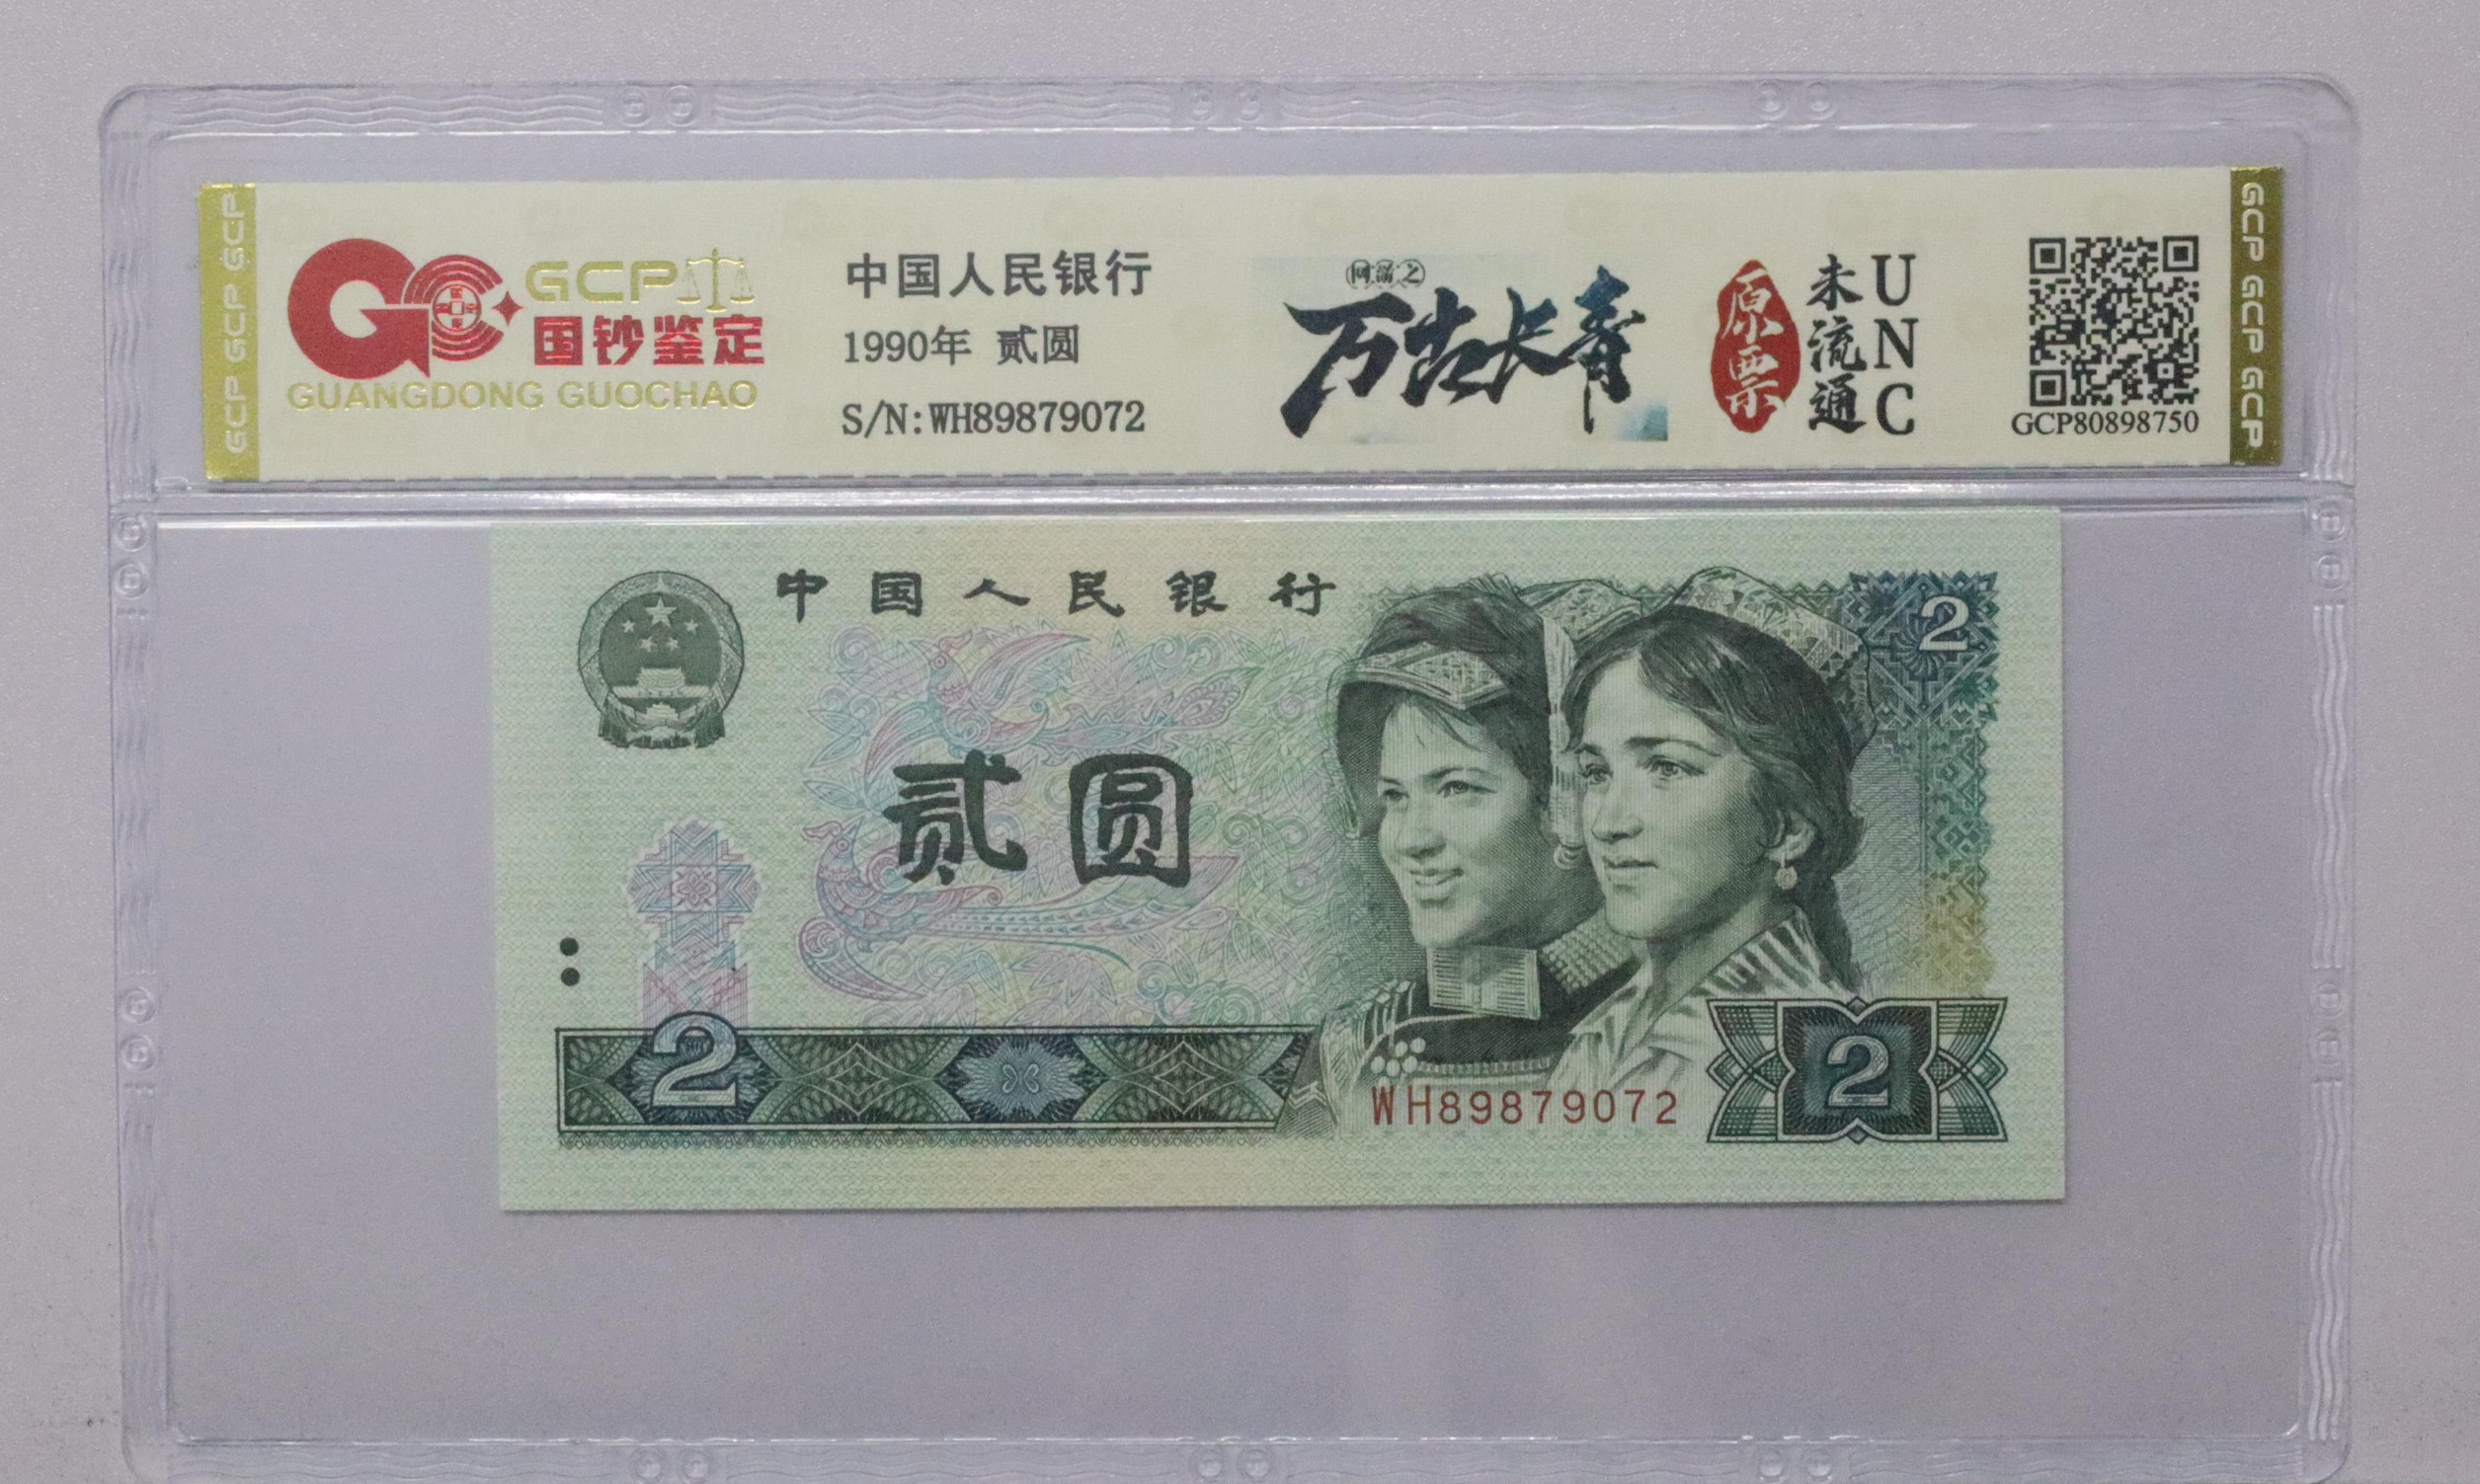 GCP GCP GCP
GCP
国钞鉴定
GUANGDONG GUOCHAO
中国人民银行
1990年 贰圆
S/N:WH89879072
万古长青
原票
未流通
UNC
GCP80898750
GCP GCP GCP
中国人民银行
2
贰圆
2
WH89879072
2